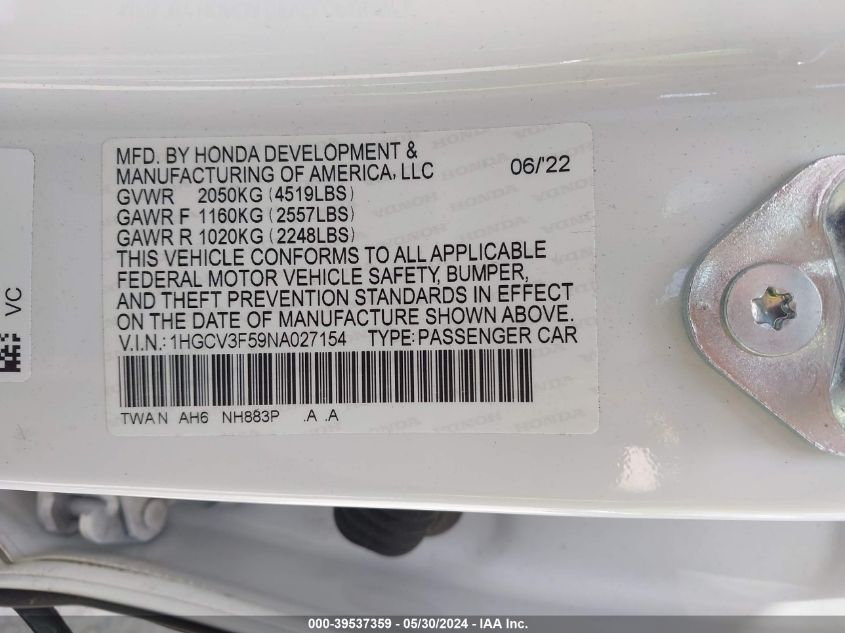 MFD. BY HONDA DEVELOPMENT &
MANUFACTURING OF AMERICA, LLC 06/'22
GVWR 2050KG (4519LBS)
GAWR F 1160KG (2557LBS)
GAWR R 1020KG (2248LBS)
THIS VEHICLE CONFORMS TO ALL APPLICABLE
FEDERAL MOTOR VEHICLE SAFETY, BUMPER,
AND THEFT PREVENTION STANDARDS IN EFFECT
ON THE DATE OF MANUFACTURE SHOWN ABOVE.
V.I.N.: 1HGCV3F59NA027154 TYPE: PASSENGER CAR
TWAN AH6 NH883P .A .A
VC
000-39537359 - 05/30/2024 - IAA Inc.